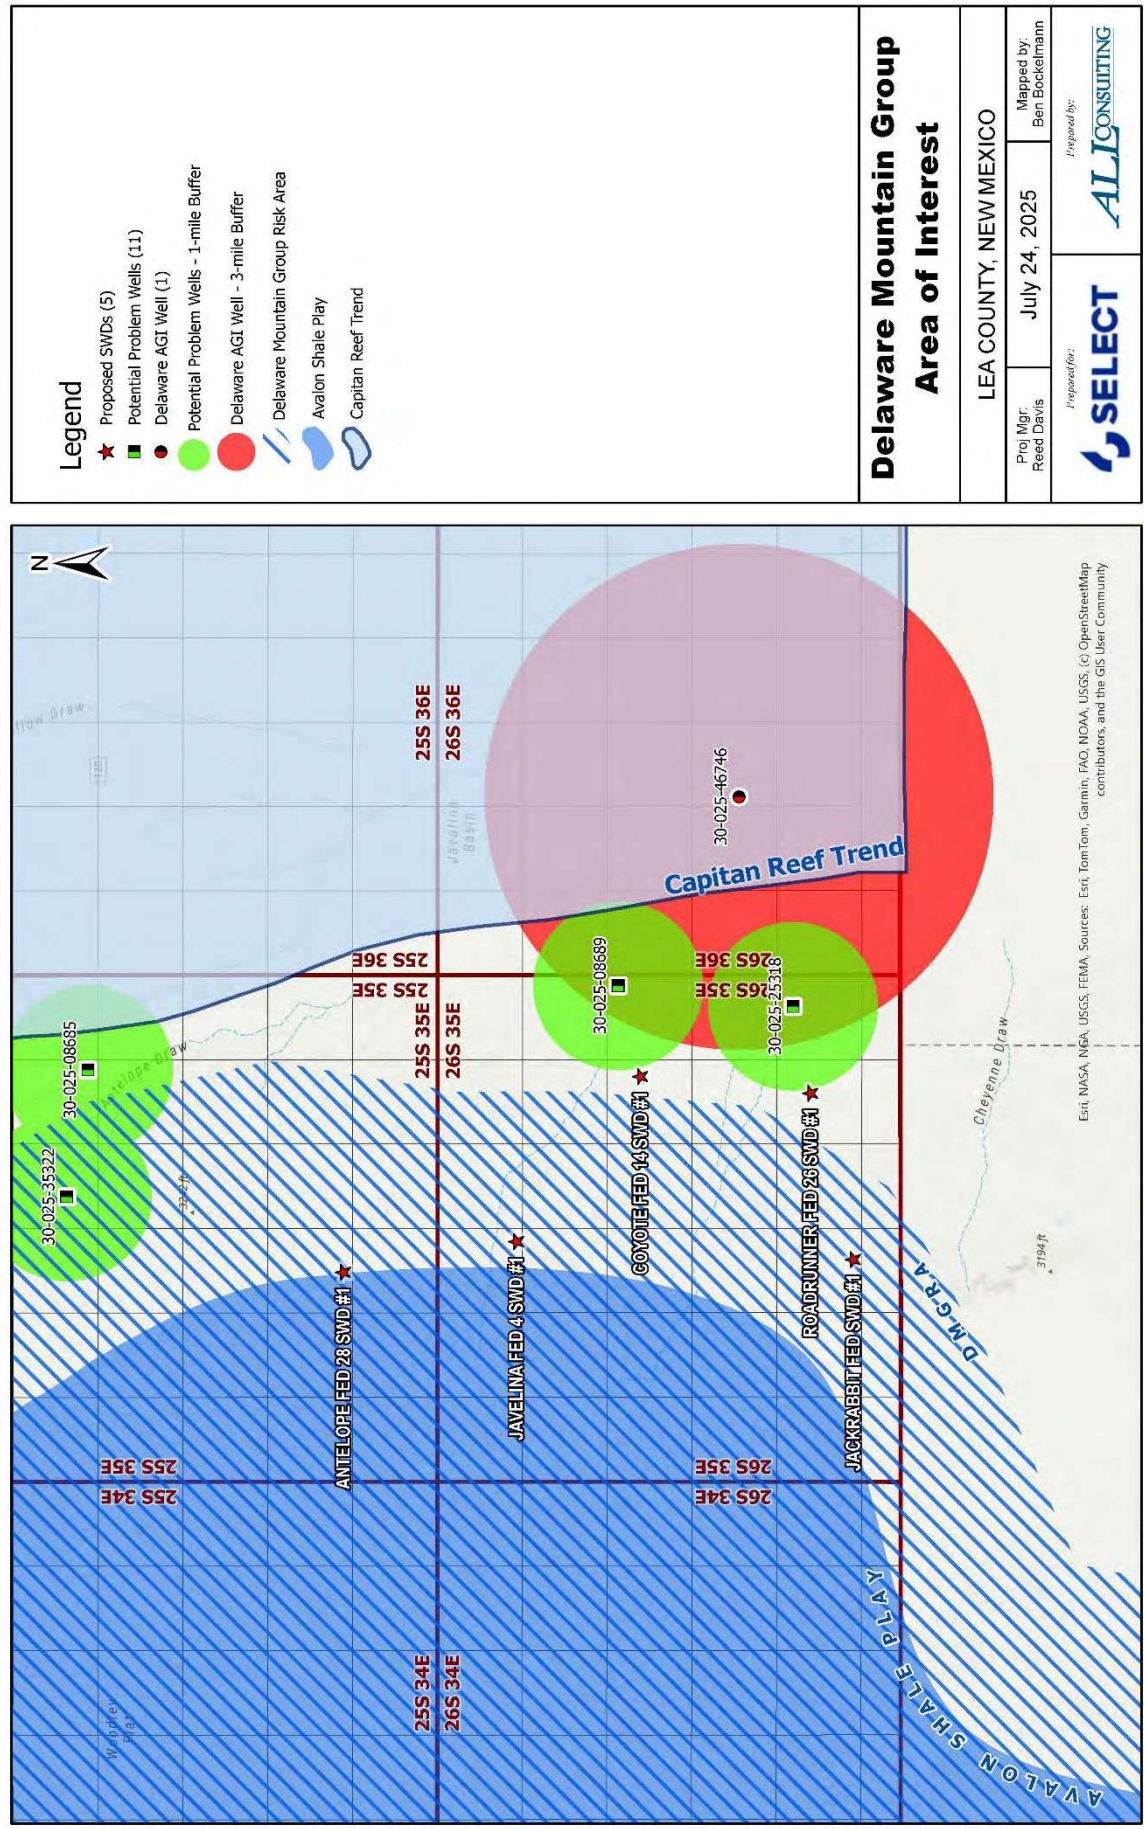 N
flow Draw
128
30-025-08685
30-025-35322
Antelope Draw
3292 ft
25S 35E
25S 36E
25S 34E
25S 35E
ANTELOPE FED 28 SWD #1
25S 34E
26S 34E
25S 35E
26S 35E
25S 36E
26S 36E
Javalina
Basin
JAVELINA FED 4 SWD #1
30-025-08689
COYOTE FED 14 SWD #1
Capitan Reef Trend
30-025-46746
26S 34E
26S 35E
26S 35E
26S 36E
30-025-25318
ROADRUNNER FED 26 SWD #1
JACKRABBIT FED SWD #1
AVALON SHALE PLAY
D-M-G-R-A
Cheyenne Draw
3194 ft
Esri, NASA, NGA, USGS, FEMA, Sources: Esri, TomTom, Garmin, FAO, NOAA, USGS, (c) OpenStreetMap
contributors, and the GIS User Community
Legend
Proposed SWDs (5)
Potential Problem Wells (11)
Delaware AGI Well (1)
Potential Problem Wells - 1-mile Buffer
Delaware AGI Well - 3-mile Buffer
Delaware Mountain Group Risk Area
Avalon Shale Play
Capitan Reef Trend
Delaware Mountain Group
Area of Interest
LEA COUNTY, NEW MEXICO
Proj Mgr:
Reed Davis
July 24, 2025
Mapped by:
Ben Bockelmann
Prepared for:
SELECT
Prepared by:
ALL CONSULTING